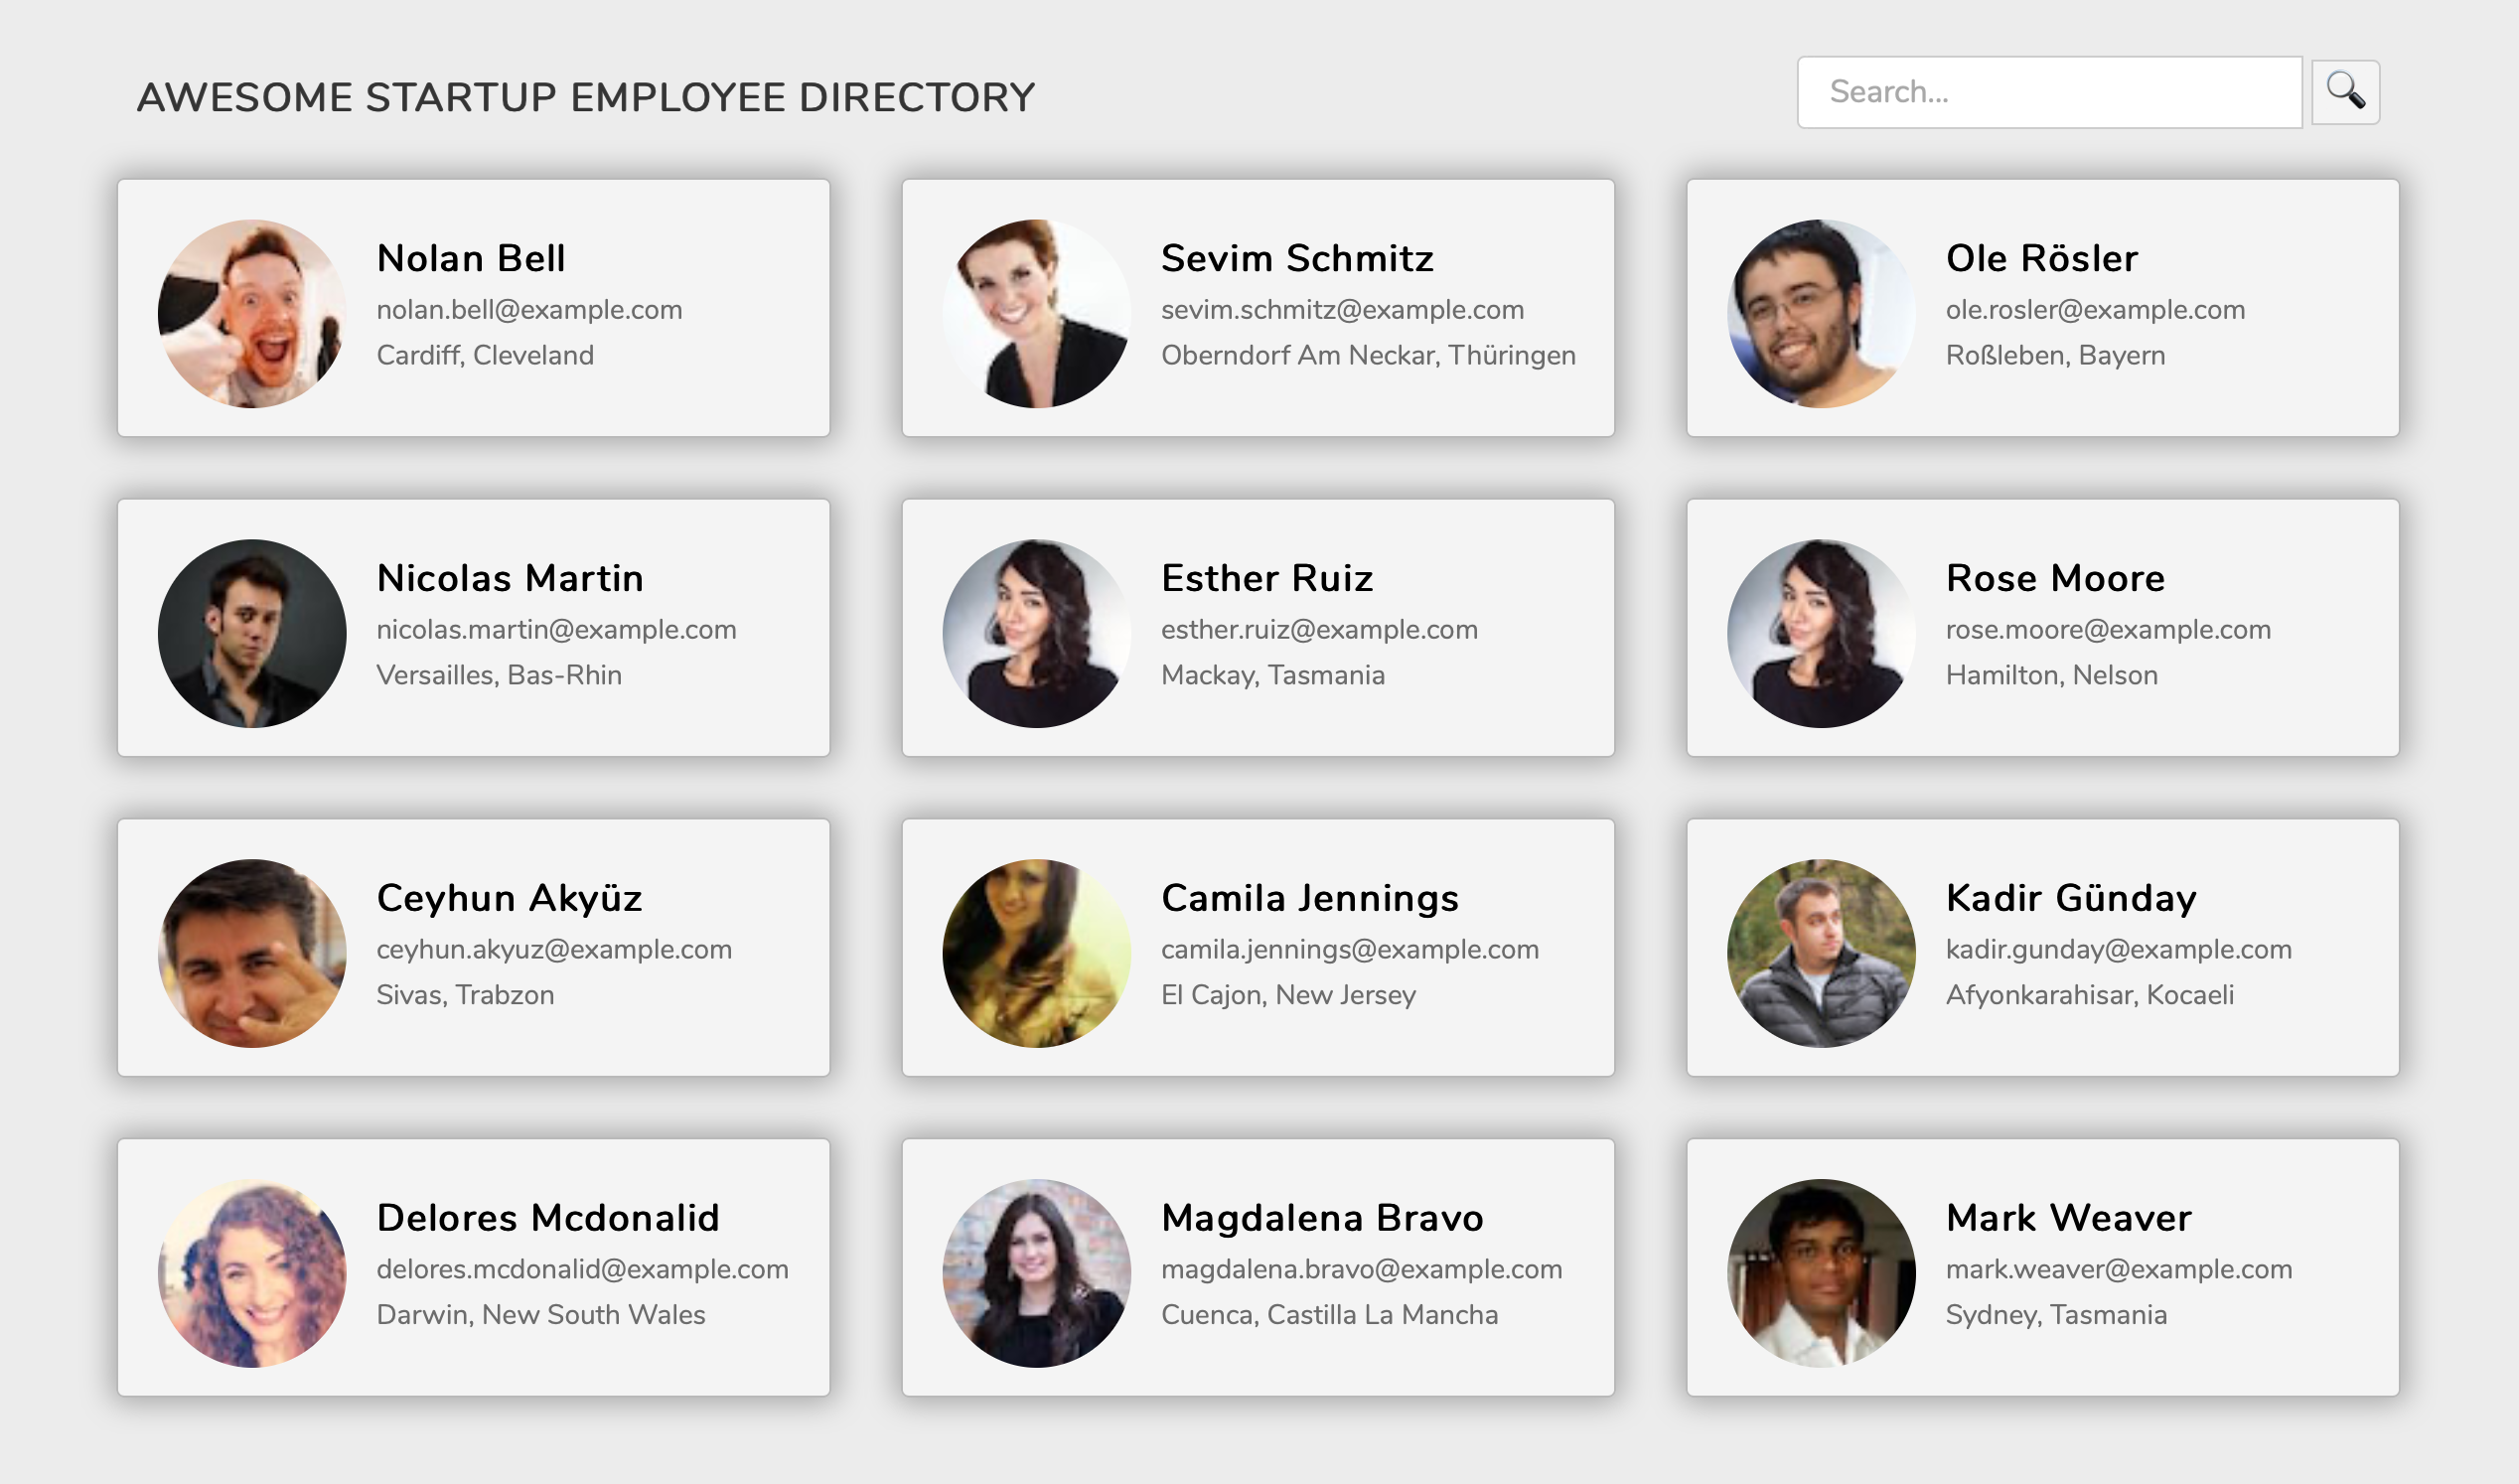 AWESOME STARTUP EMPLOYEE DIRECTORY
Search...
Nolan Bell
nolan.bell@example.com
Cardiff, Cleveland
Sevim Schmitz
sevim.schmitz@example.com
Oberndorf Am Neckar, Thüringen
Ole Rösler
ole.rosler@example.com
Roßleben, Bayern
Nicolas Martin
nicolas.martin@example.com
Versailles, Bas-Rhin
Esther Ruiz
esther.ruiz@example.com
Mackay, Tasmania
Rose Moore
rose.moore@example.com
Hamilton, Nelson
Ceyhun Akyüz
ceyhun.akyuz@example.com
Sivas, Trabzon
Camila Jennings
camila.jennings@example.com
El Cajon, New Jersey
Kadir Günday
kadir.gunday@example.com
Afyonkarahisar, Kocaeli
Delores Mcdonalid
delores.mcdonalid@example.com
Darwin, New South Wales
Magdalena Bravo
magdalena.bravo@example.com
Cuenca, Castilla La Mancha
Mark Weaver
mark.weaver@example.com
Sydney, Tasmania